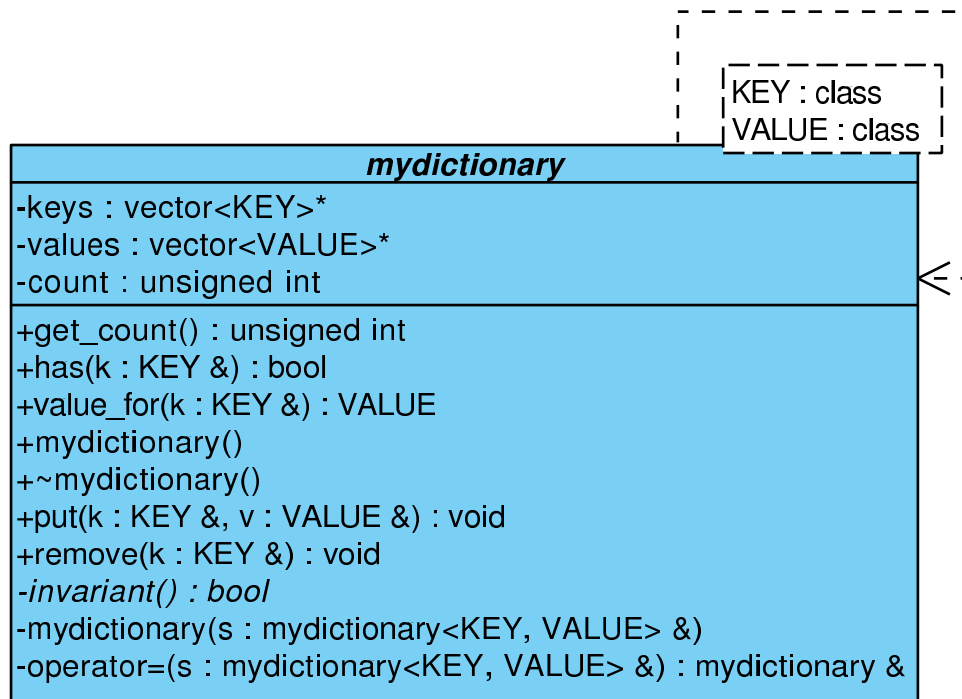 KEY : class
VALUE : class
mydictionary
-keys : vector<KEY>*
-values : vector<VALUE>*
-count : unsigned int
+get_count() : unsigned int
+has(k : KEY &) : bool
+value_for(k : KEY &) : VALUE
+mydictionary()
+~mydictionary()
+put(k : KEY &, v : VALUE &) : void
+remove(k : KEY &) : void
-invariant() : bool
-mydictionary(s : mydictionary<KEY, VALUE> &)
-operator=(s : mydictionary<KEY, VALUE> &) : mydictionary &